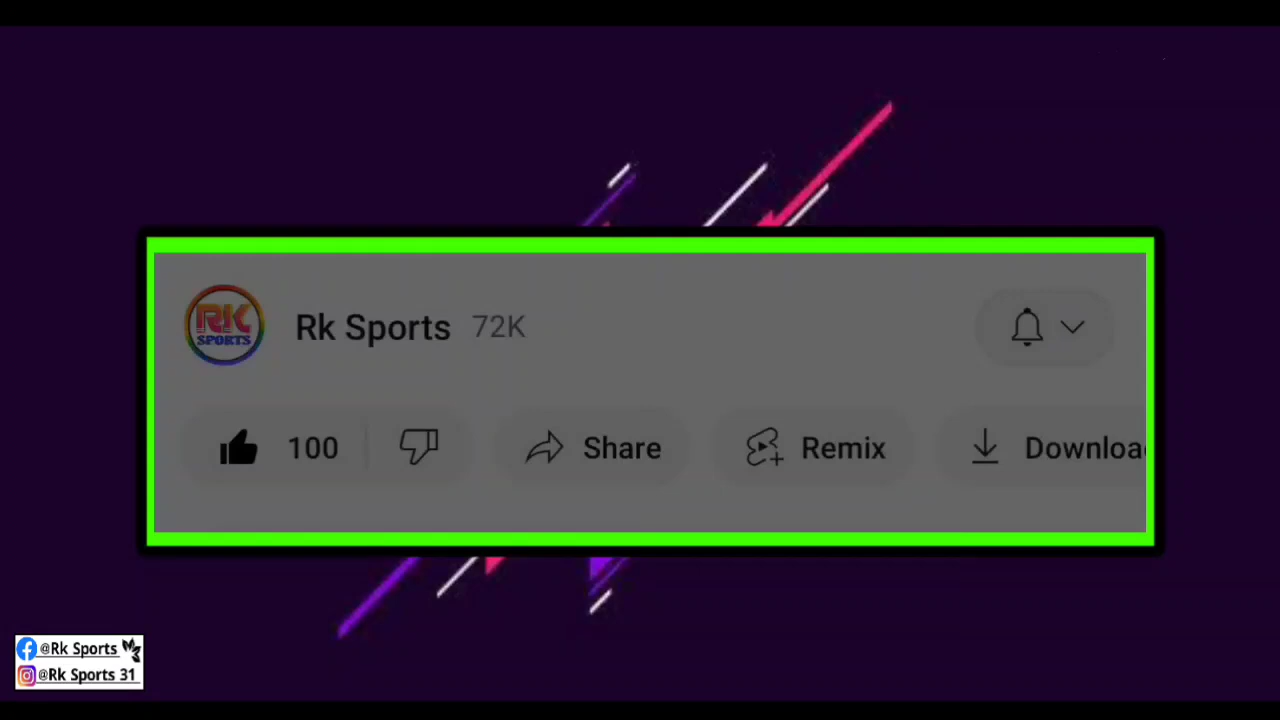 RK
SPORTS
Rk Sports 72K
100 Share Remix Downloa
@Rk Sports
@Rk Sports 31